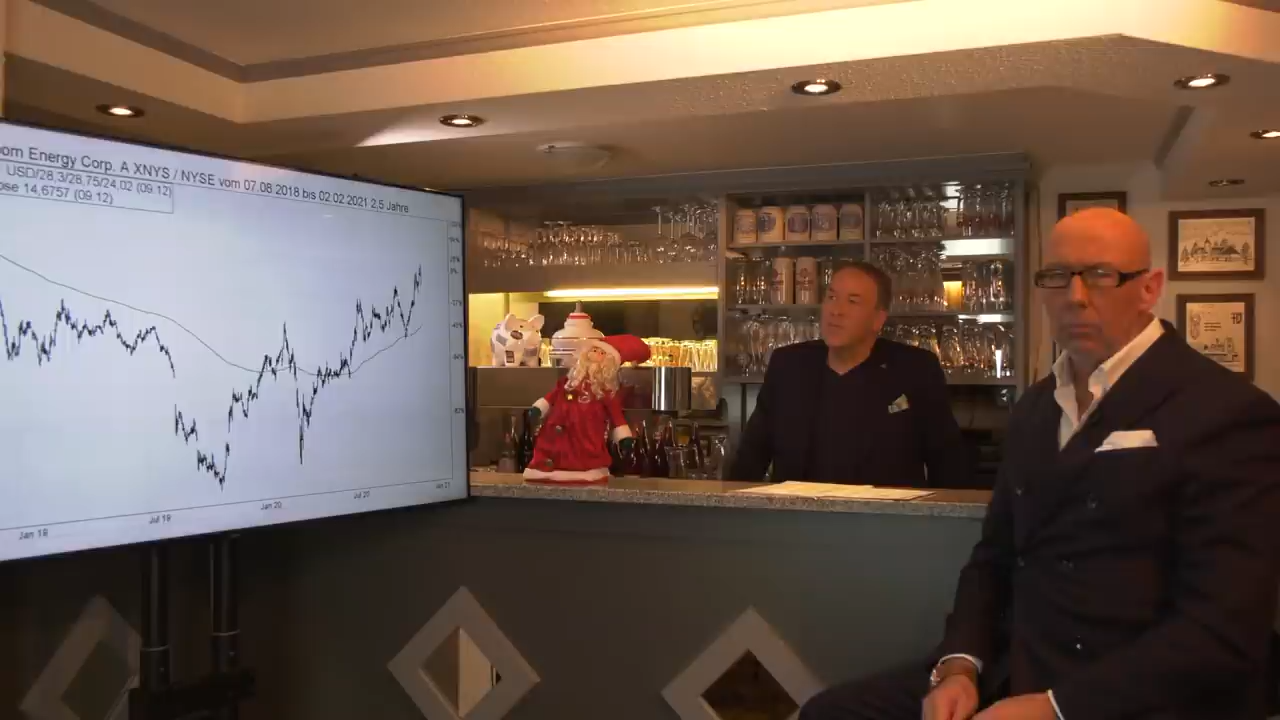 oom Energy Corp. A XNYS / NYSE vom 07.08.2018 bis 02.02.2021 2,5 Jahre
USD/28,3/28,75/24,02 (09.12)
ose 14,6757 (09.12)
Jan 19
Jul 19
Jan 20
Jul 20
Jan 21